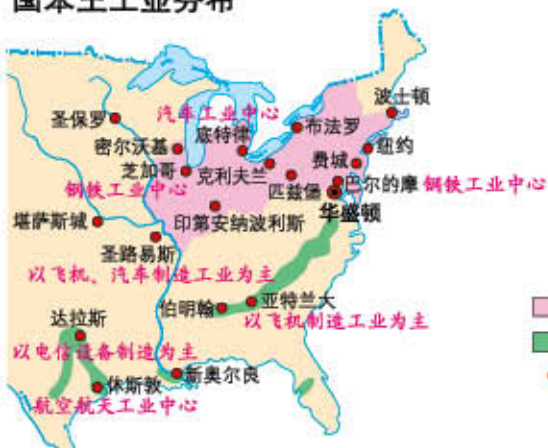 国本土工业分布
波士顿
汽车工业中心
圣保罗
底特律
布法罗
密尔沃基
纽约
芝加哥
克利夫兰
费城
钢铁工业中心
匹兹堡
巴尔的摩
钢铁工业中心
华盛顿
堪萨斯城
印第安纳波利斯
圣路易斯
以飞机、汽车制造工业为主
伯明翰
亚特兰大
以飞机制造工业为主
达拉斯
以电信设备制造为主
新奥尔良
休斯敦
航空航天工业中心